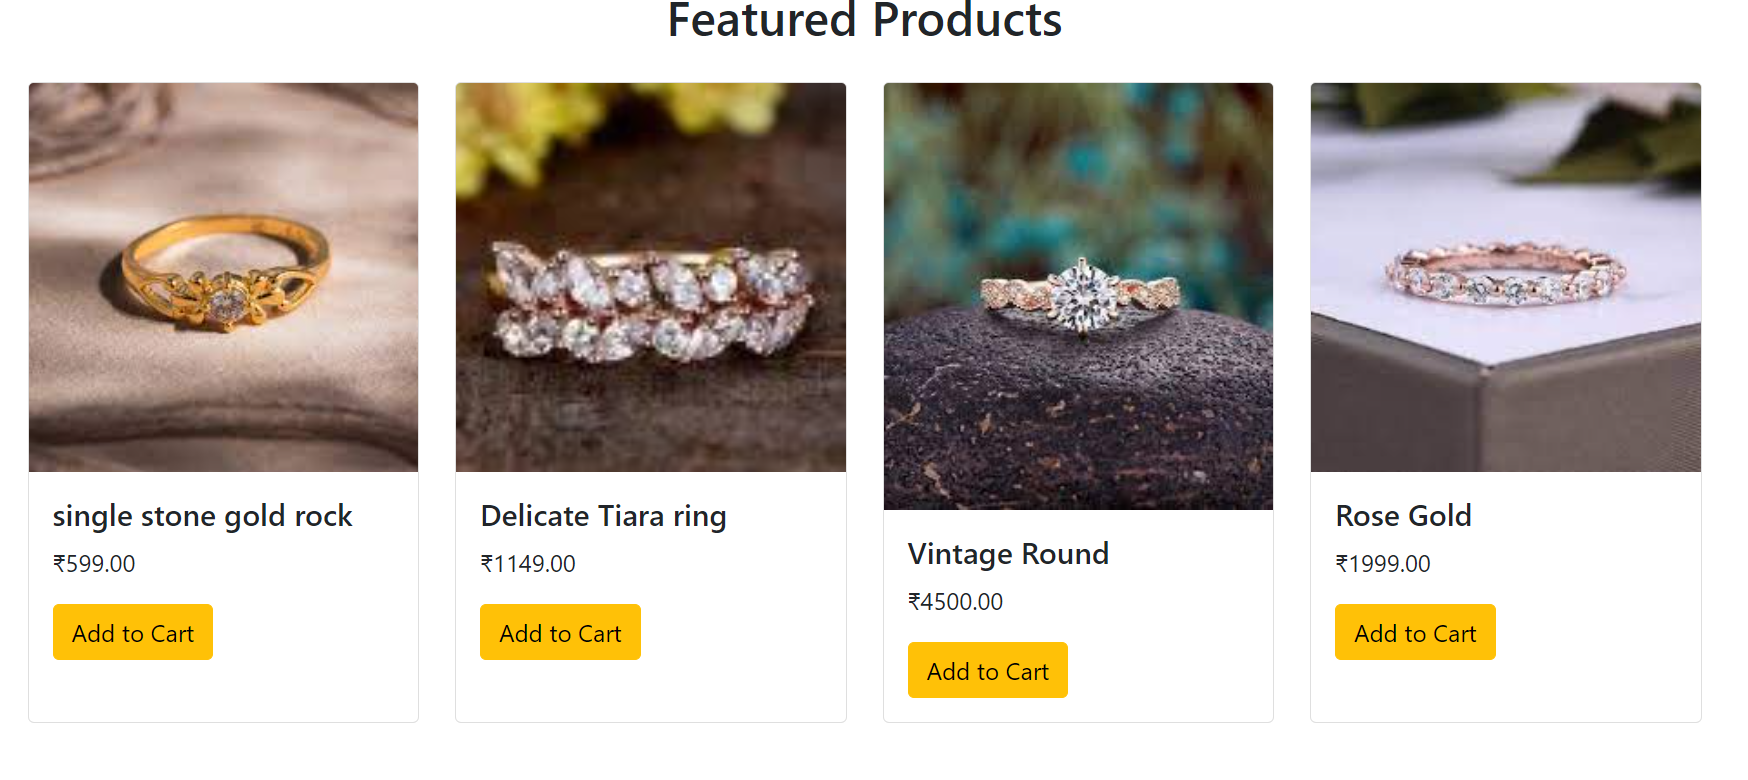 Featured Products
single stone gold rock
₹599.00
Add to Cart
Delicate Tiara ring
₹1149.00
Add to Cart
Vintage Round
₹4500.00
Add to Cart
Rose Gold
₹1999.00
Add to Cart